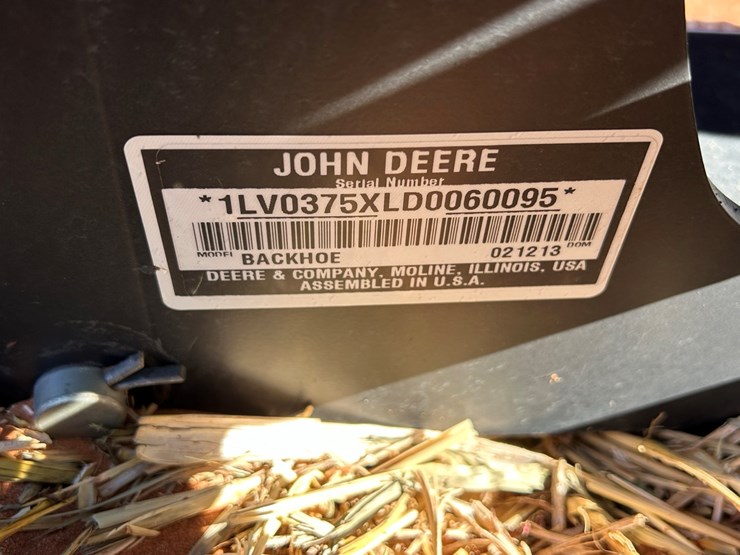 JOHN DEERE
Serial Number
*1LV0375XLD0060095*
MODEL BACKHOE 021213 DOM
DEERE & COMPANY, MOLINE, ILLINOIS, USA
ASSEMBLED IN U.S.A.